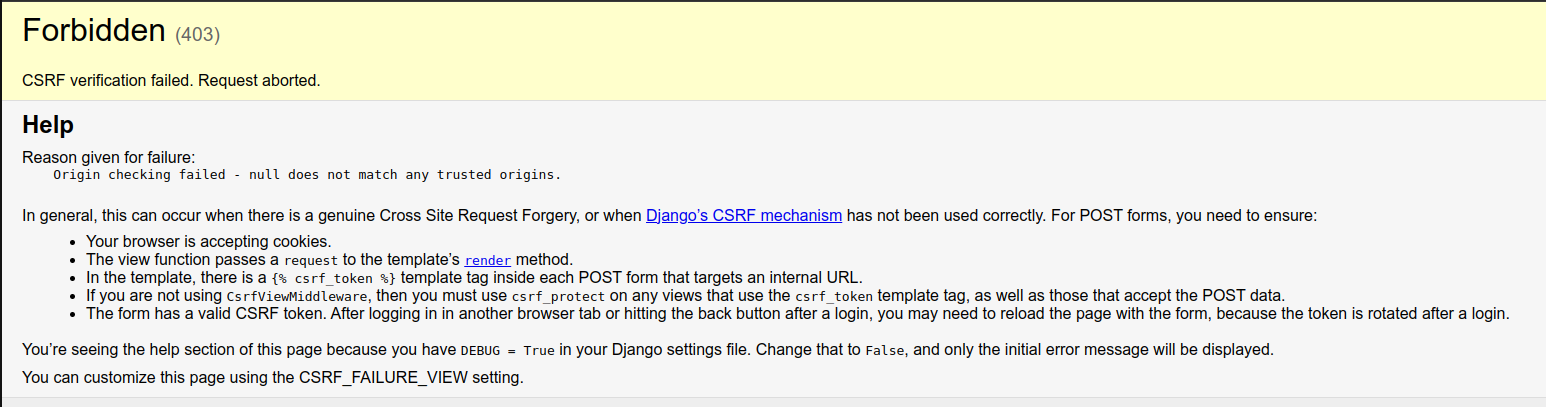 Forbidden (403)
CSRF verification failed. Request aborted.
Help
Reason given for failure:
Origin checking failed - null does not match any trusted origins.
In general, this can occur when there is a genuine Cross Site Request Forgery, or when Django’s CSRF mechanism has not been used correctly. For POST forms, you need to ensure:
• Your browser is accepting cookies.
• The view function passes a request to the template’s render method.
• In the template, there is a {% csrf_token %} template tag inside each POST form that targets an internal URL.
• If you are not using CsrfViewMiddleware, then you must use csrf_protect on any views that use the csrf_token template tag, as well as those that accept the POST data.
• The form has a valid CSRF token. After logging in in another browser tab or hitting the back button after a login, you may need to reload the page with the form, because the token is rotated after a login.
You’re seeing the help section of this page because you have DEBUG = True in your Django settings file. Change that to False, and only the initial error message will be displayed.
You can customize this page using the CSRF_FAILURE_VIEW setting.